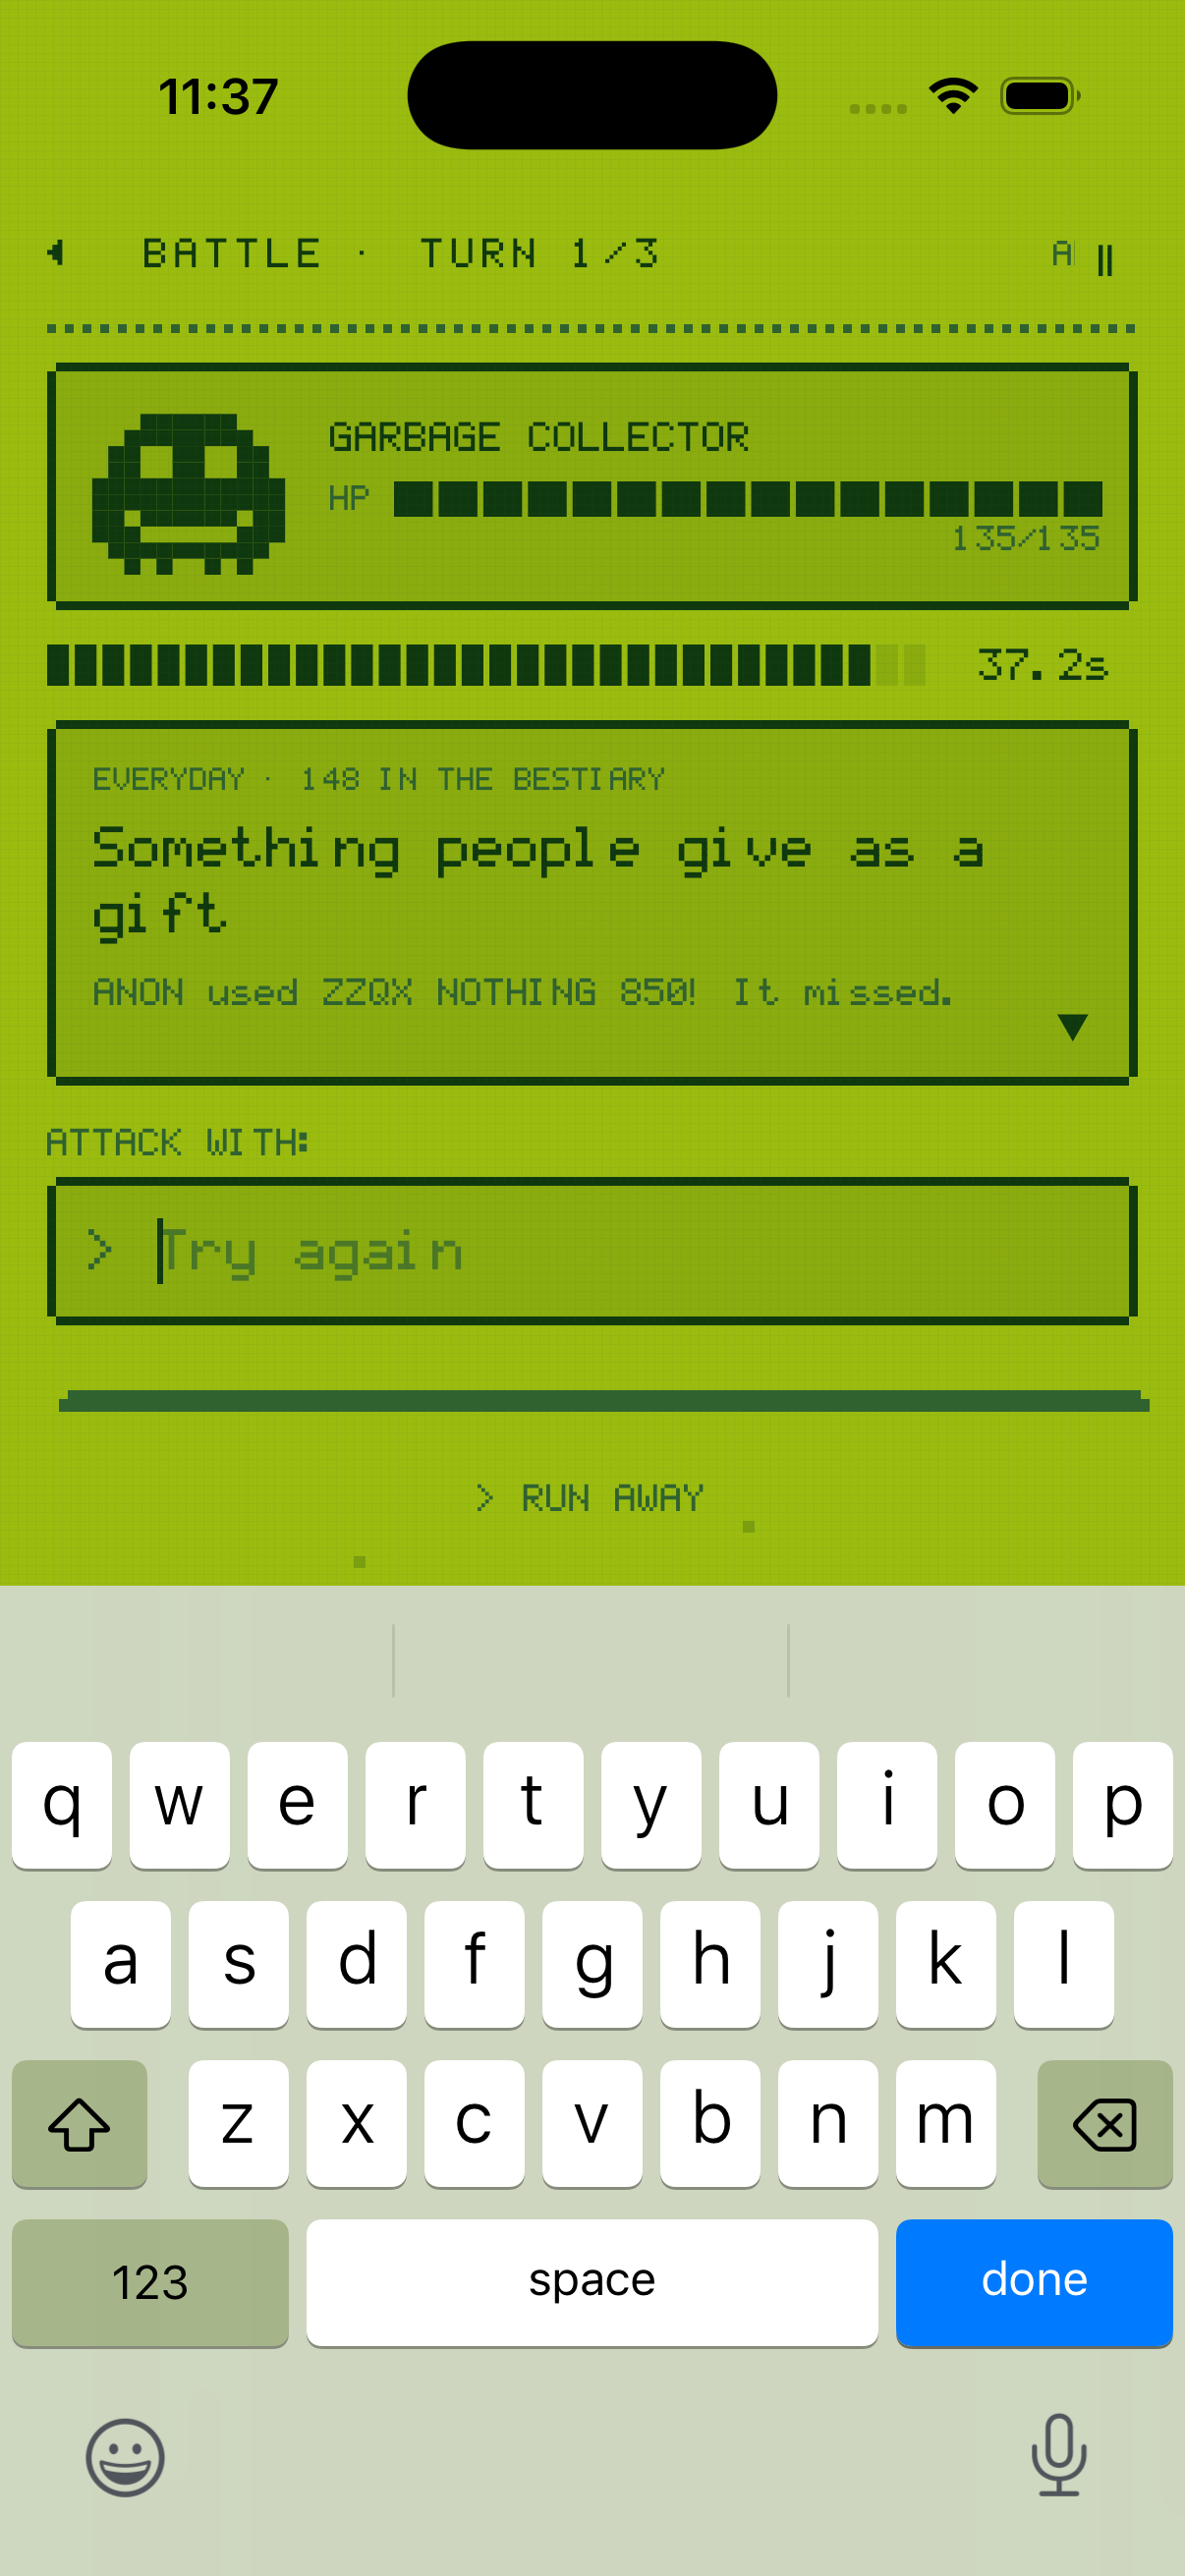 11:37
BATTLE · TURN 1/3
GARBAGE COLLECTOR
HP
135/135
37.2s
EVERYDAY · 148 IN THE BESTIARY
Something people give as a
gift
ANON used ZZQX NOTHING 850! It missed.
ATTACK WITH:
> Try again
> RUN AWAY
q w e r t y u i o p
a s d f g h j k l
z x c v b n m
123 space done